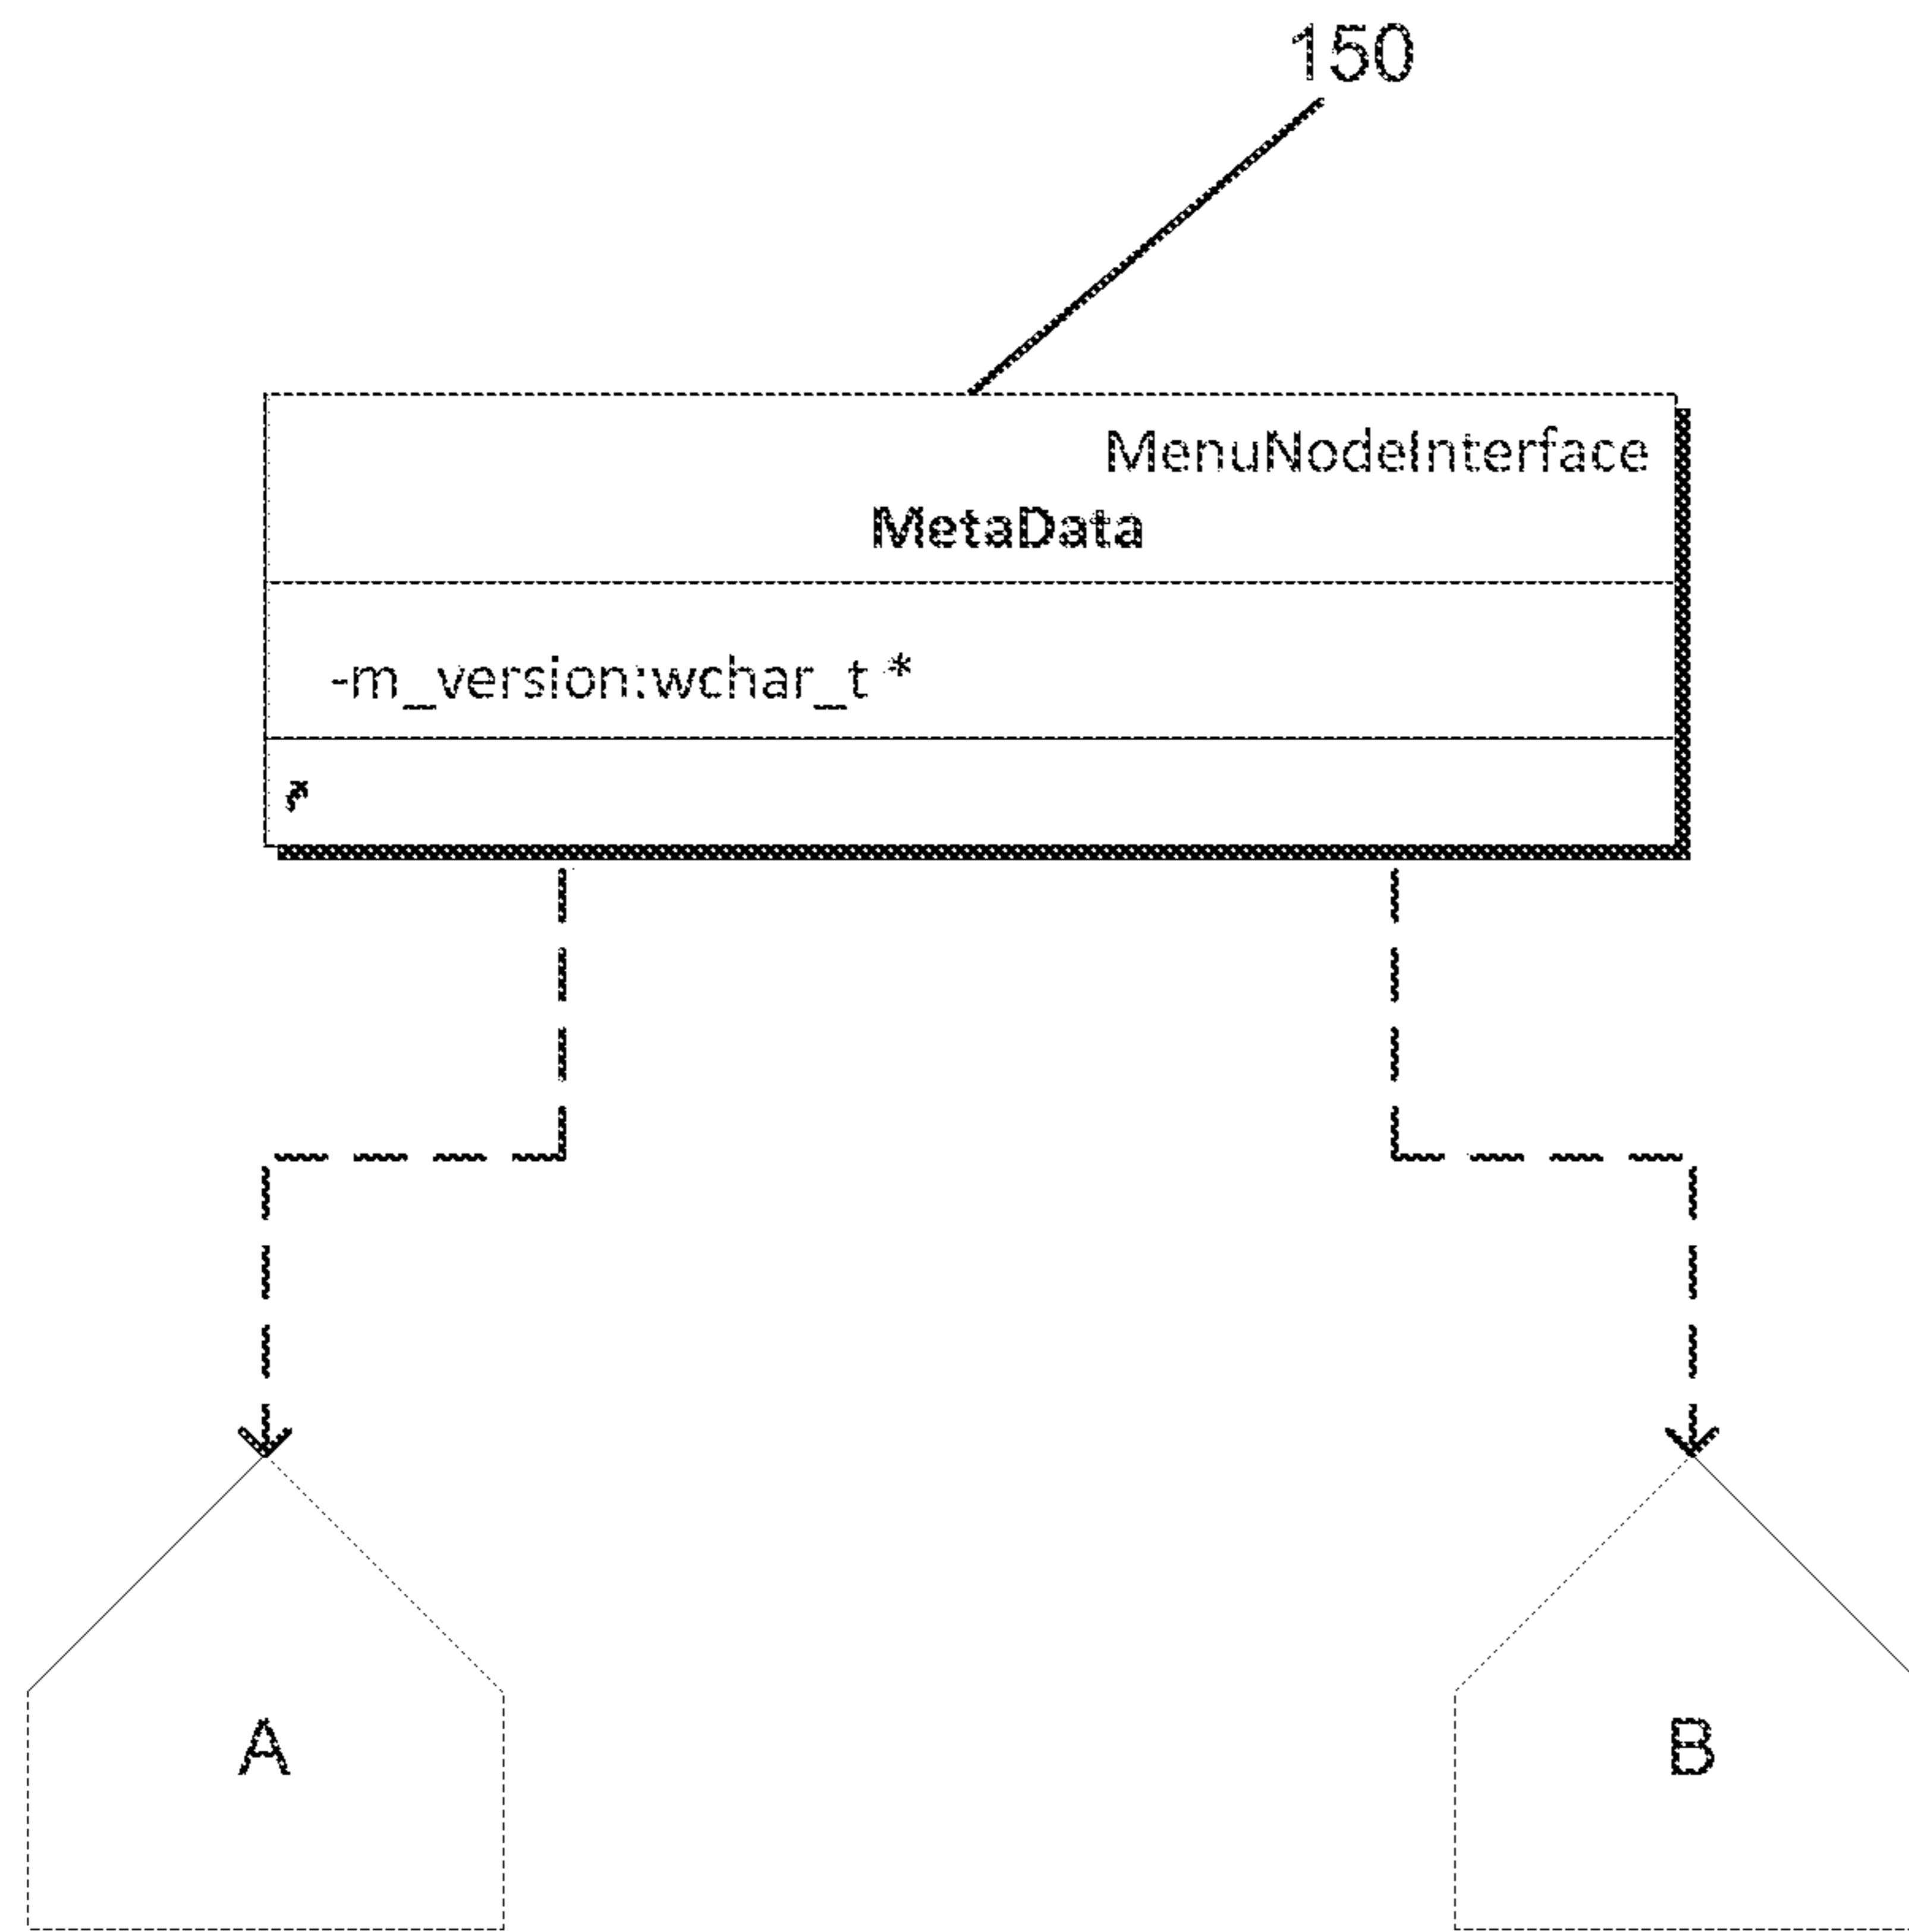 150
MenuNodeInterface
MetaData
-m_version:wchar_t *
A
B